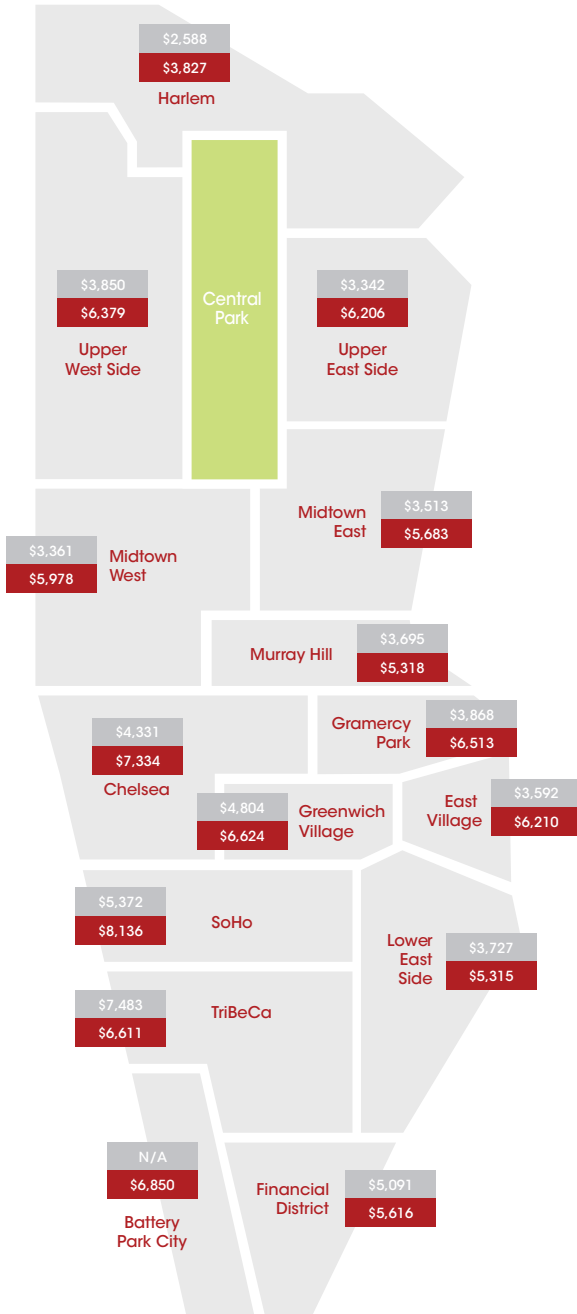 $2,588
$3,827
Harlem
$3,850
$6,379
Upper
West Side
Central
Park
$3,342
$6,206
Upper
East Side
Midtown
East
$3,513
$5,683
$3,361
$5,978
Midtown
West
Murray Hill
$3,695
$5,318
$4,331
$7,334
Chelsea
Gramercy
Park
$3,868
$6,513
$4,804
$6,624
Greenwich
Village
East
Village
$3,592
$6,210
$5,372
$8,136
SoHo
Lower
East
Side
$3,727
$5,315
$7,483
$6,611
TriBeCa
N/A
$6,850
Battery
Park City
Financial
District
$5,091
$5,616